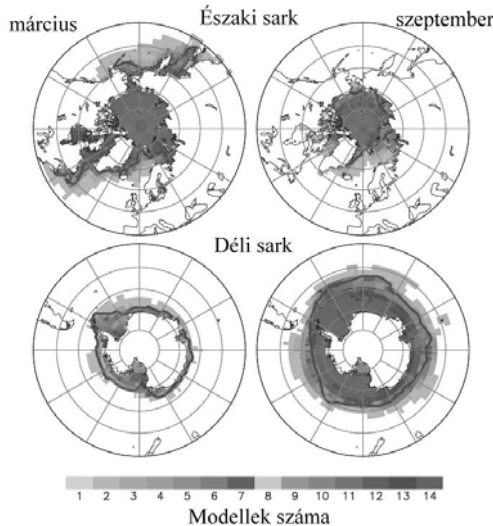 március Északi sark szeptember
Déli sark
1 2 3 4 5 6 7 8 9 10 11 12 13 14
Modellek száma